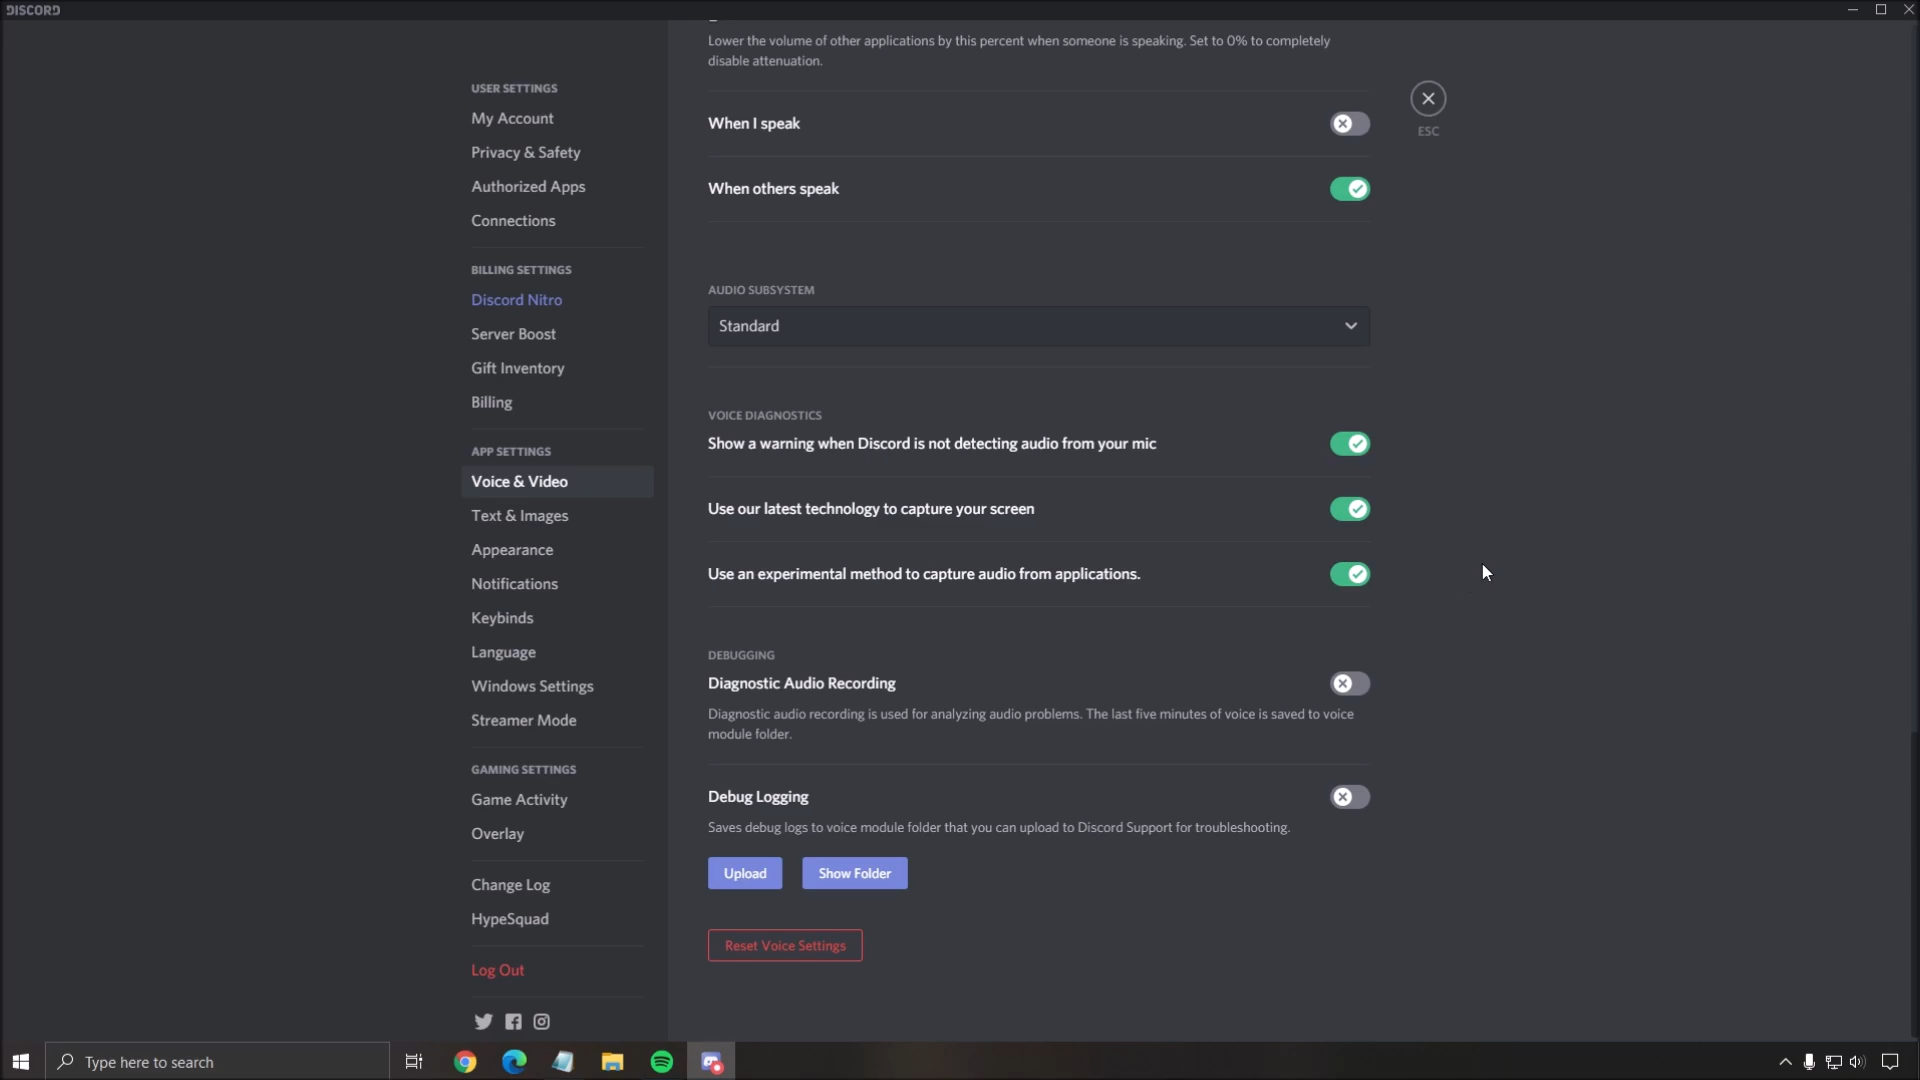 DISCORD
USER SETTINGS
My Account
Privacy & Safety
Authorized Apps
Connections
BILLING SETTINGS
Discord Nitro
Server Boost
Gift Inventory
Billing
APP SETTINGS
Voice & Video
Text & Images
Appearance
Notifications
Keybinds
Language
Windows Settings
Streamer Mode
GAMING SETTINGS
Game Activity
Overlay
Change Log
HypeSquad
Log Out
Lower the volume of other applications by this percent when someone is speaking. Set to 0% to completely
disable attenuation.
When I speak
When others speak
AUDIO SUBSYSTEM
Standard
VOICE DIAGNOSTICS
Show a warning when Discord is not detecting audio from your mic
Use our latest technology to capture your screen
Use an experimental method to capture audio from applications.
DEBUGGING
Diagnostic Audio Recording
Diagnostic audio recording is used for analyzing audio problems. The last five minutes of voice is saved to voice
module folder.
Debug Logging
Saves debug logs to voice module folder that you can upload to Discord Support for troubleshooting.
Upload
Show Folder
Reset Voice Settings
ESC
Type here to search